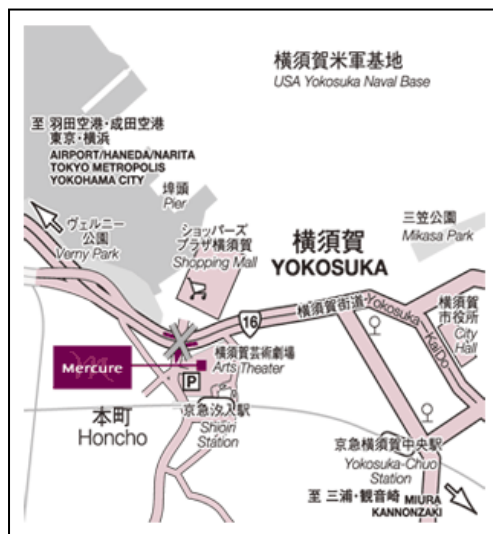 横須賀米軍基地
USA Yokosuka Naval Base
至 羽田空港・成田空港
東京・横浜
AIRPORT/HANEDA/NARITA
TOKYO METROPOLIS
YOKOHAMA CITY
埠頭
Pier
ヴェルニー
公園
Verny Park
ショッパーズ
プラザ横須賀
Shopping Mall
横須賀
YOKOSUKA
三笠公園
Mikasa Park
16
横須賀街道
Yokosuka
KaiDo
横須賀
市役所
City
Hall
Mercure
横須賀芸術劇場
Arts Theater
P
本町
Honcho
京急汐入駅
Shioiri
Station
京急横須賀中央駅
Yokosuka-Chuo
Station
至 三浦・観音崎 MIURA
KANNONZAKI